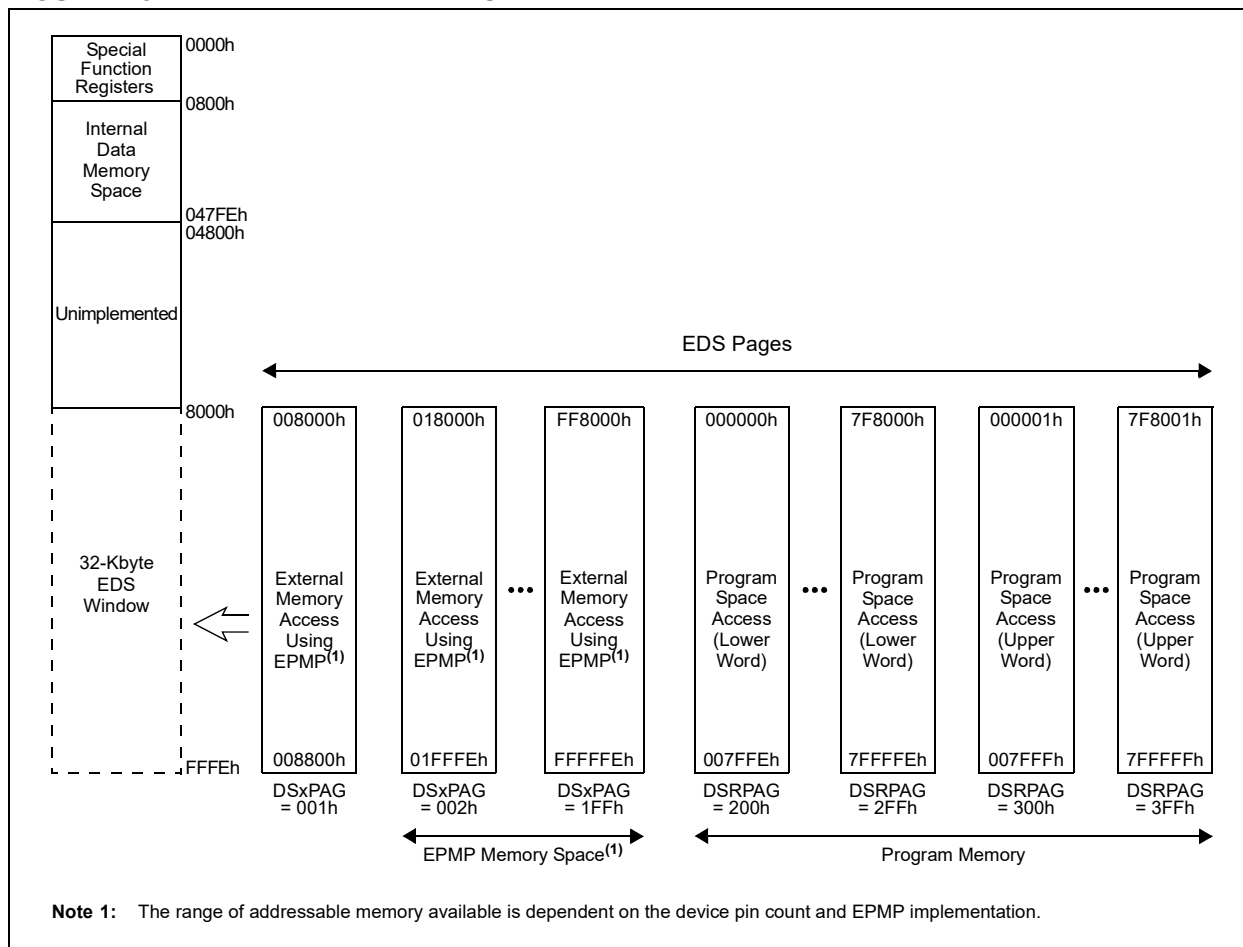 Special
Function
Registers
0000h
0800h
Internal
Data
Memory
Space
047FEh
04800h
Unimplemented
8000h
32-Kbyte
EDS
Window
FFFEh
EDS Pages
008000h
External
Memory
Access
Using
EPMP(1)
008800h
DSxPAG
= 001h
018000h
External
Memory
Access
Using
EPMP(1)
01FFFEh
DSxPAG
= 002h
•••
FF8000h
External
Memory
Access
Using
EPMP(1)
FFFFFEh
DSxPAG
= 1FFh
000000h
Program
Space
Access
(Lower
Word)
007FFEh
DSRPAG
= 200h
•••
7F8000h
Program
Space
Access
(Lower
Word)
7FFFFEh
DSRPAG
= 2FFh
000001h
Program
Space
Access
(Upper
Word)
007FFFh
DSRPAG
= 300h
•••
7F8001h
Program
Space
Access
(Upper
Word)
7FFFFFh
DSRPAG
= 3FFh
EPMP Memory Space(1)
Program Memory
Note 1: The range of addressable memory available is dependent on the device pin count and EPMP implementation.